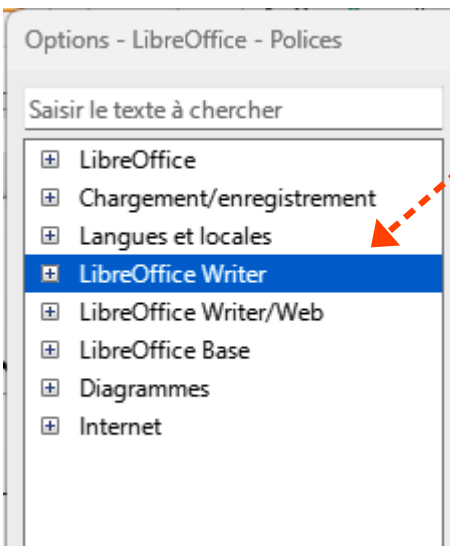 Options - LibreOffice - Polices
Saisir le texte à chercher
LibreOffice
Chargement/enregistrement
Langues et locales
LibreOffice Writer
LibreOffice Writer/Web
LibreOffice Base
Diagrammes
Internet